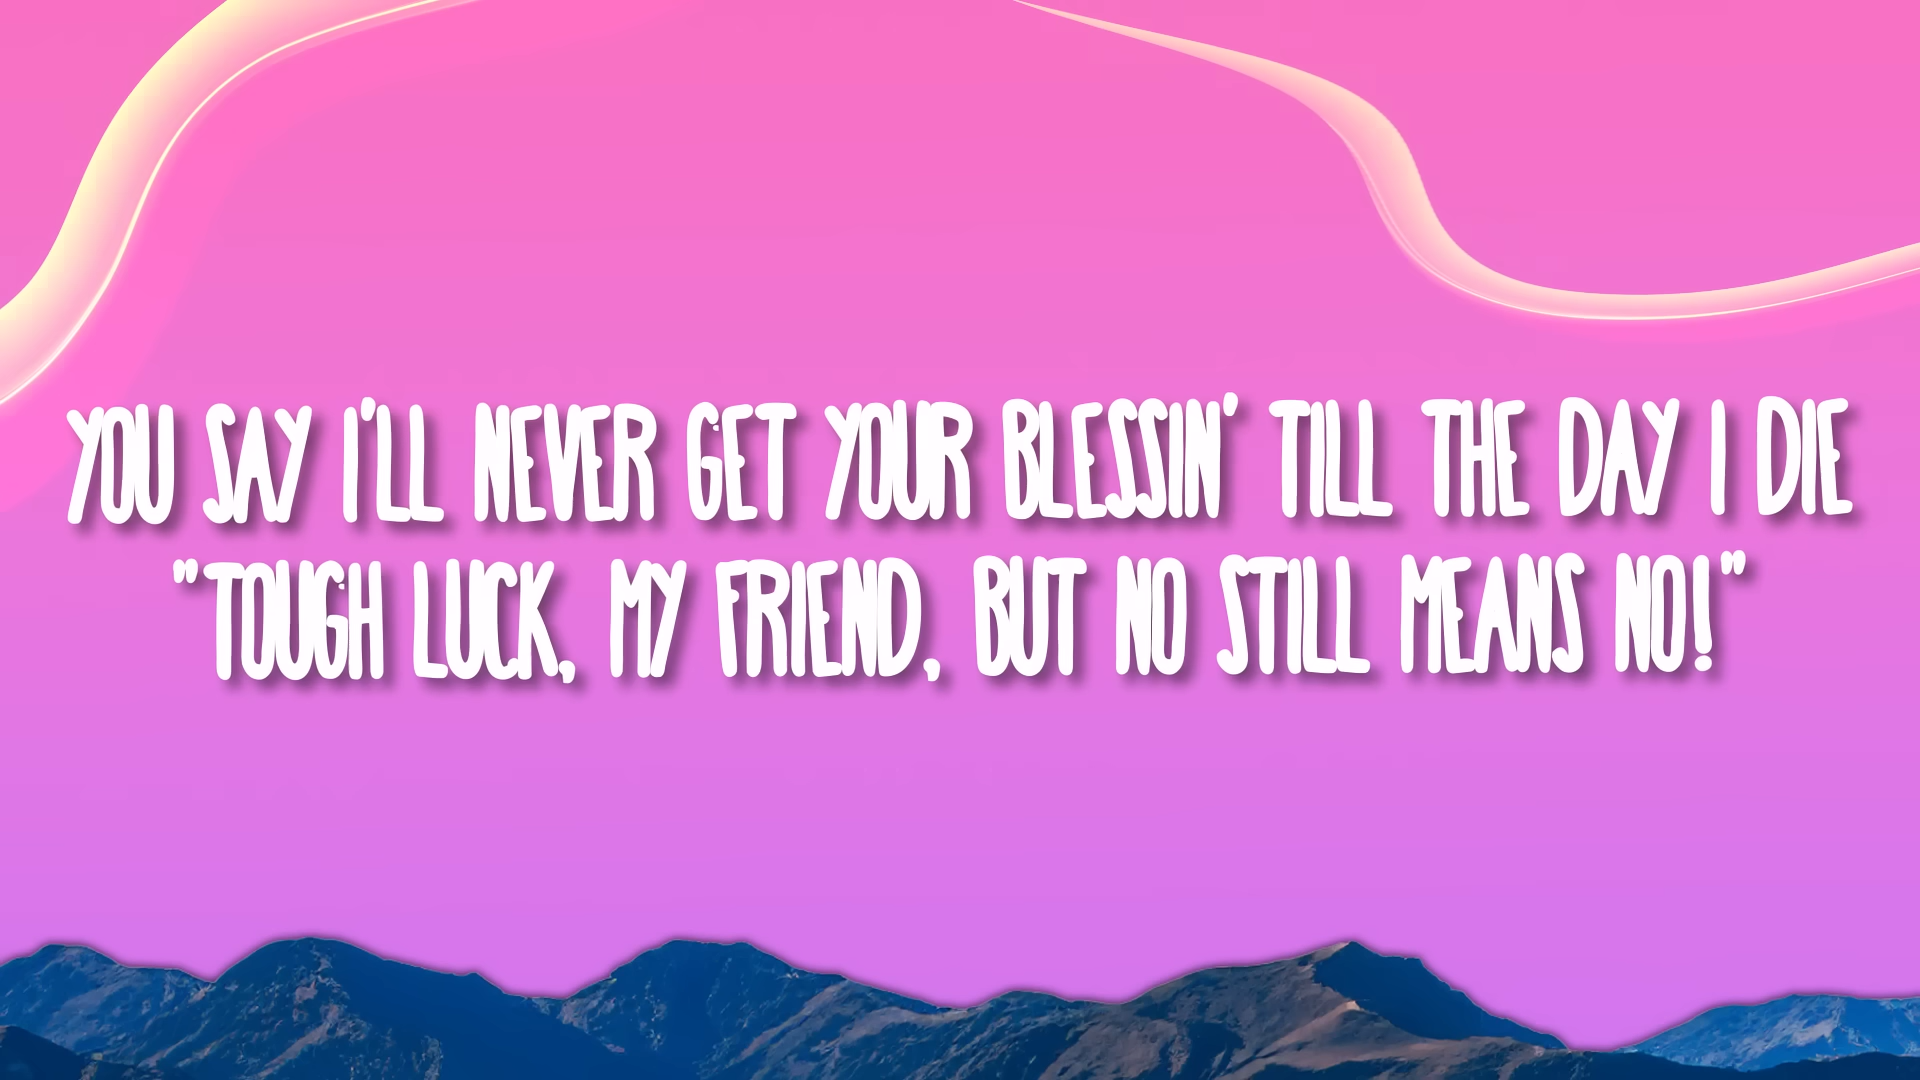 YOU SAY I'LL NEVER GET YOUR BLESSIN' TILL THE DAY I DIE
"TOUGH LUCK, MY FRIEND, BUT NO STILL MEANS NO!"